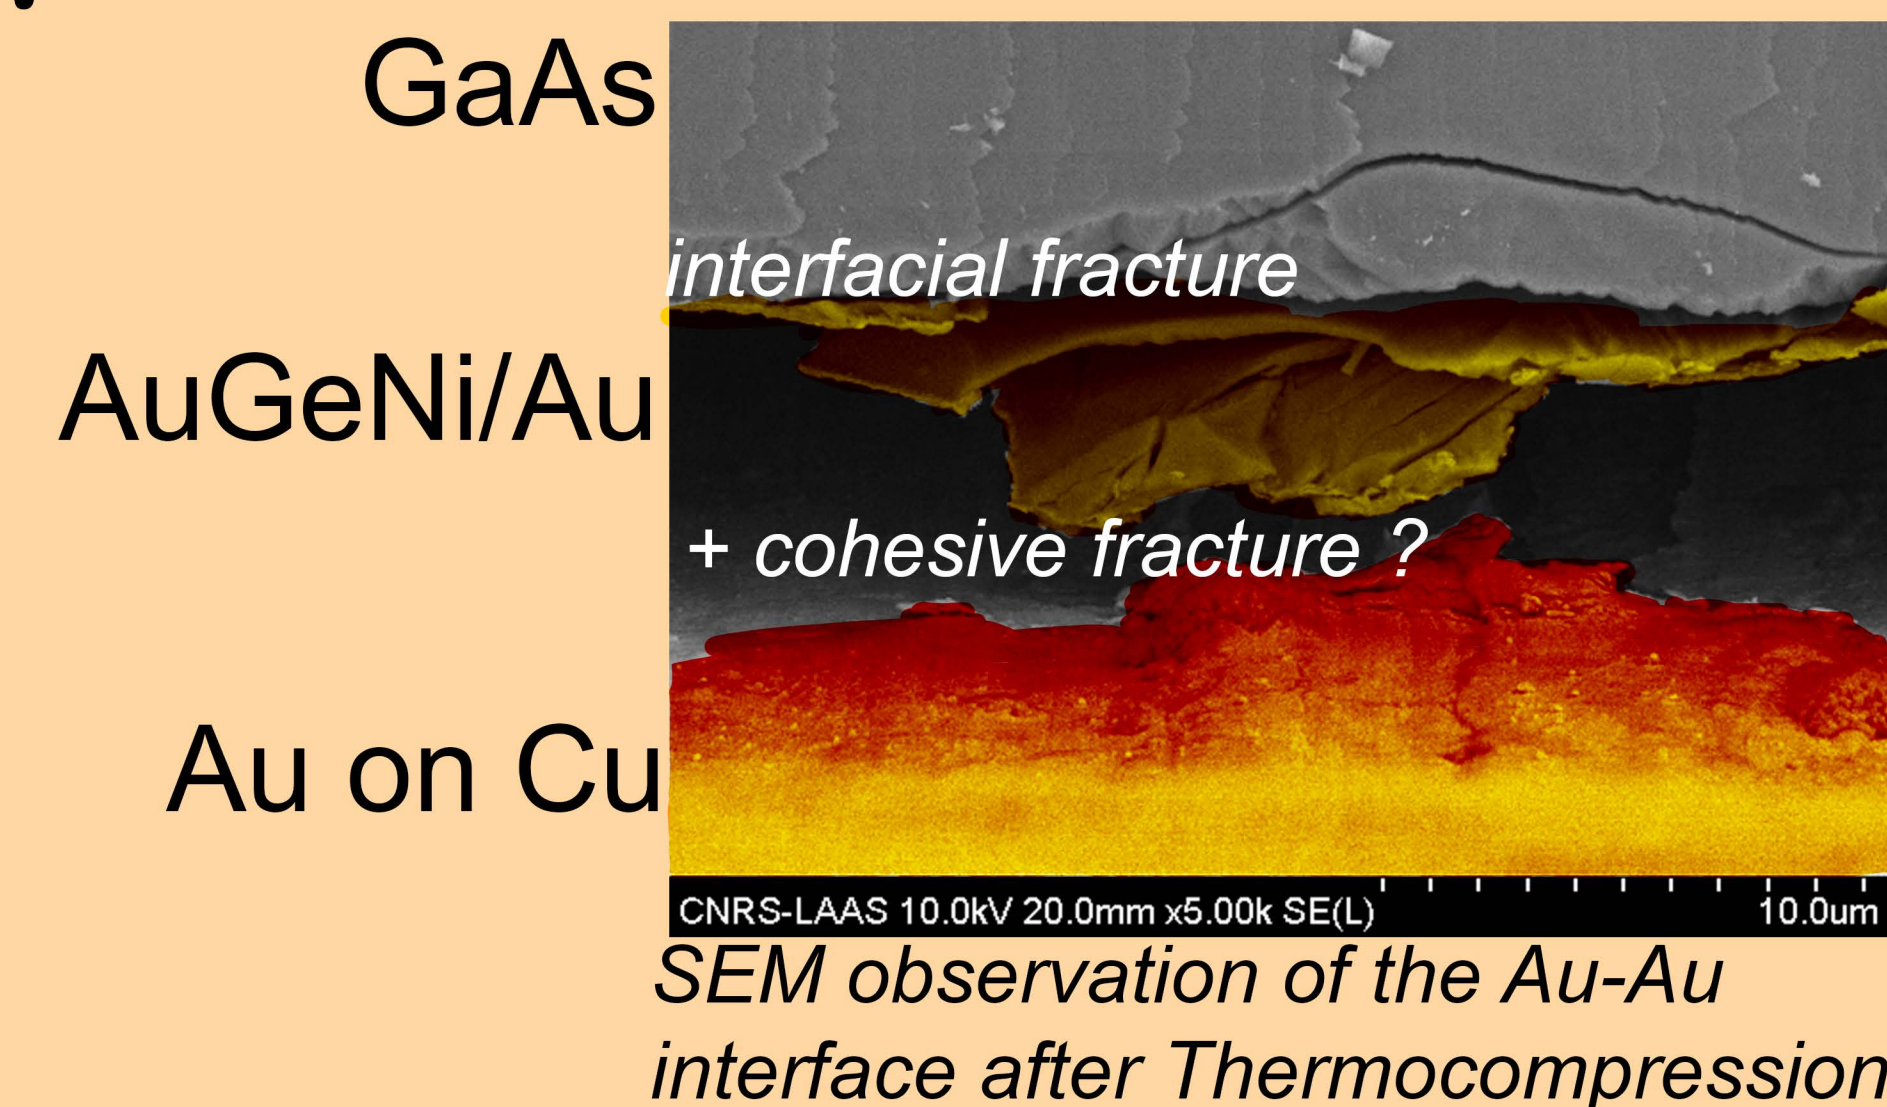 GaAs
interfacial fracture
AuGeNi/Au
+ cohesive fracture ?
Au on Cu
CNRS-LAAS 10.0kV 20.0mm x5.00k SE(L) 10.0um
SEM observation of the Au-Au
interface after Thermocompression